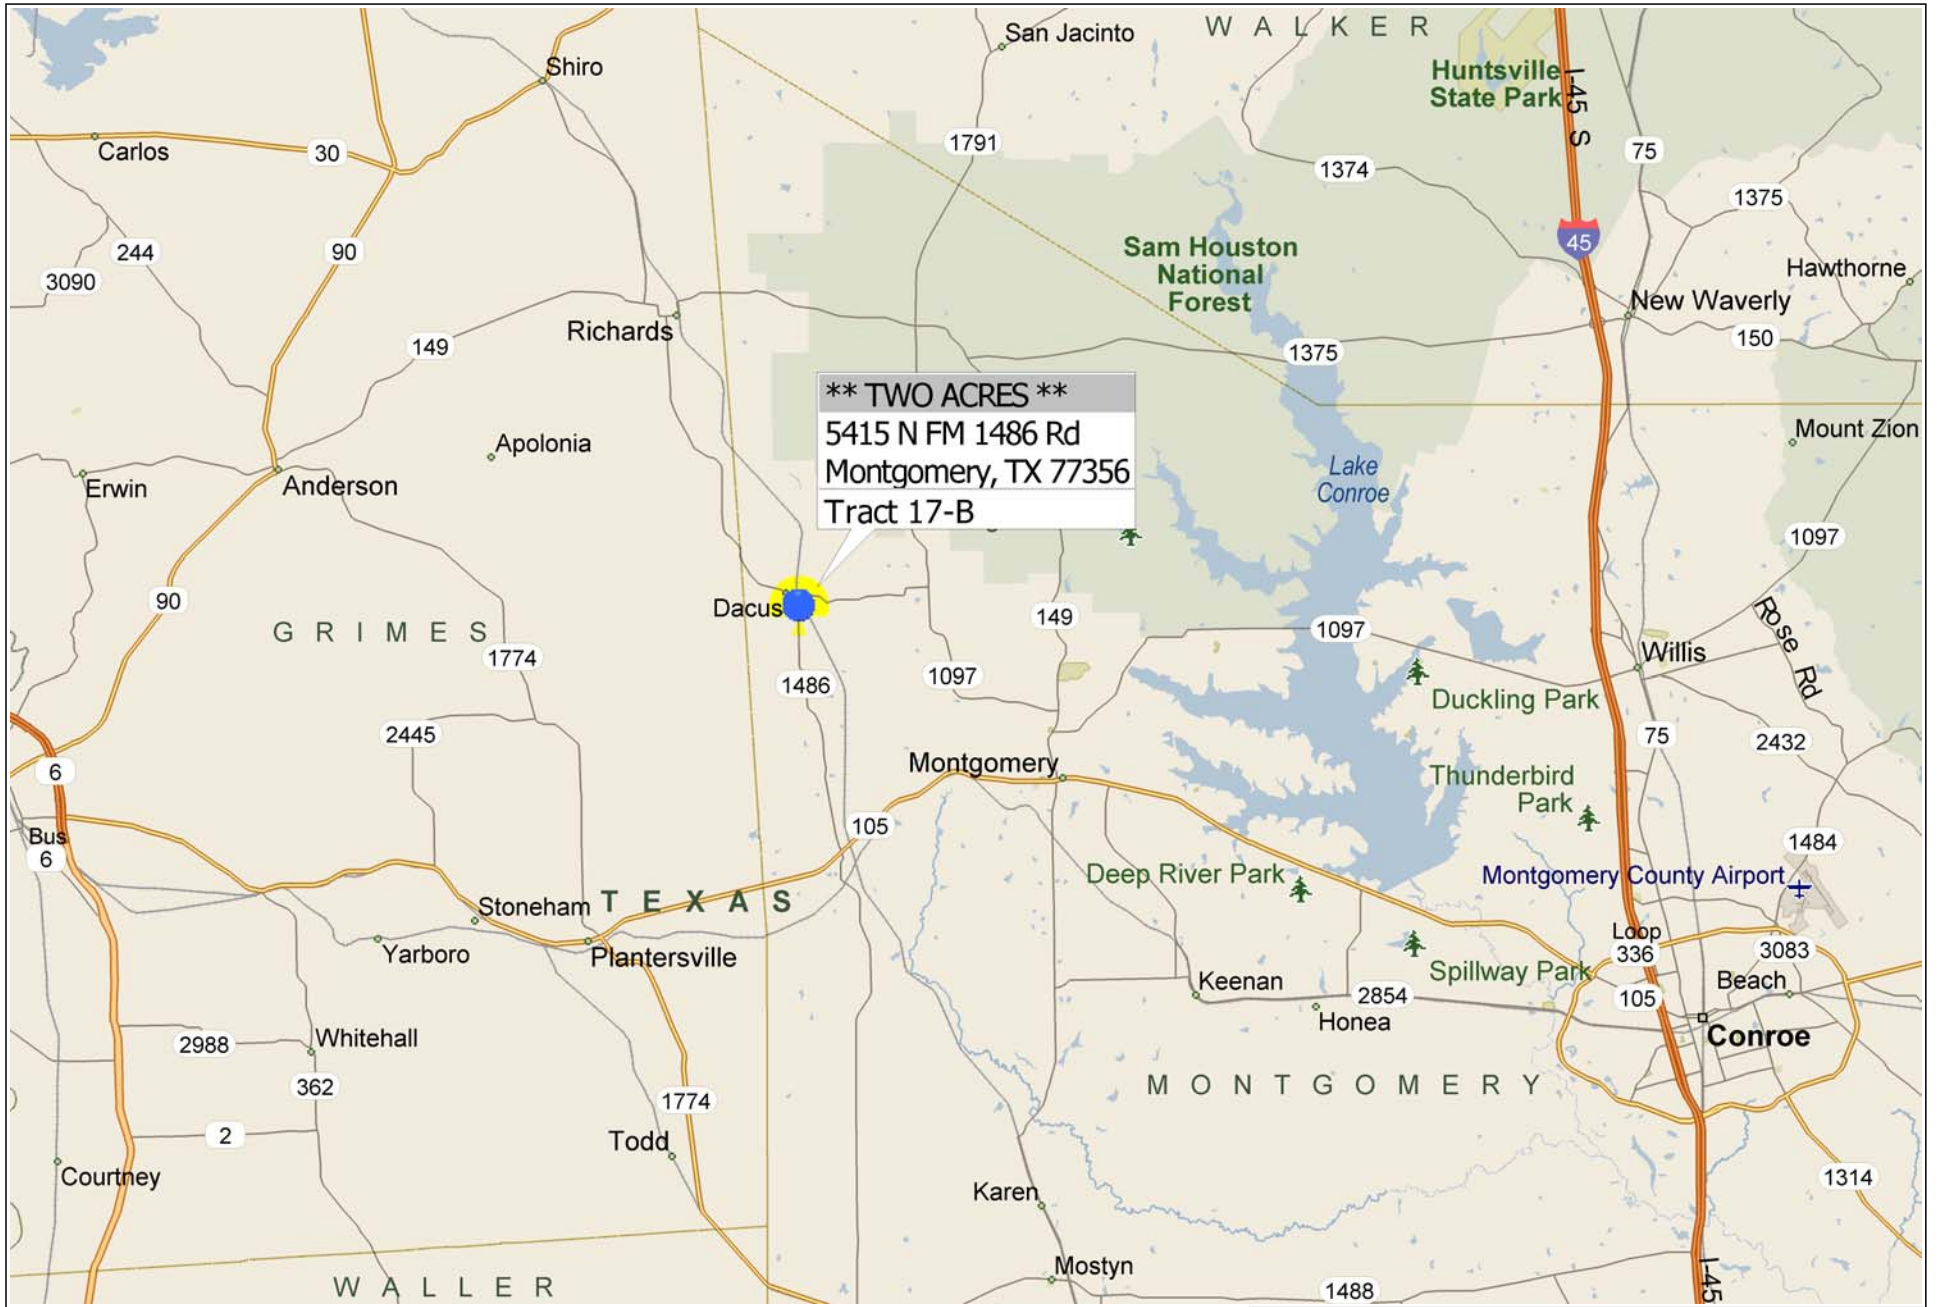 WALKER
San Jacinto
Shiro
Huntsville
State Park
I-45 S
Carlos
30
1791
1374
75
1375
244
90
3090
Sam Houston
National
Forest
45
Hawthorne
New Waverly
Richards
149
1375
150
** TWO ACRES **
5415 N FM 1486 Rd
Montgomery, TX 77356
Tract 17-B
Apolonia
Mount Zion
Erwin
Anderson
Lake
Conroe
1097
90
Dacus
149
1097
Rose Rd
GRIMES
1774
1486
1097
Willis
Duckling Park
2445
75
2432
6
Montgomery
Thunderbird
Park
Bus
6
105
1484
Deep River Park
Montgomery County Airport
Stoneham
TEXAS
Loop
336
3083
Yarboro
Plantersville
Spillway Park
Keenan
2854
105
Beach
Honea
Conroe
2988
Whitehall
362
MONTGOMERY
1774
2
Todd
Courtney
Karen
1314
Mostyn
WALLER
1488
I-45